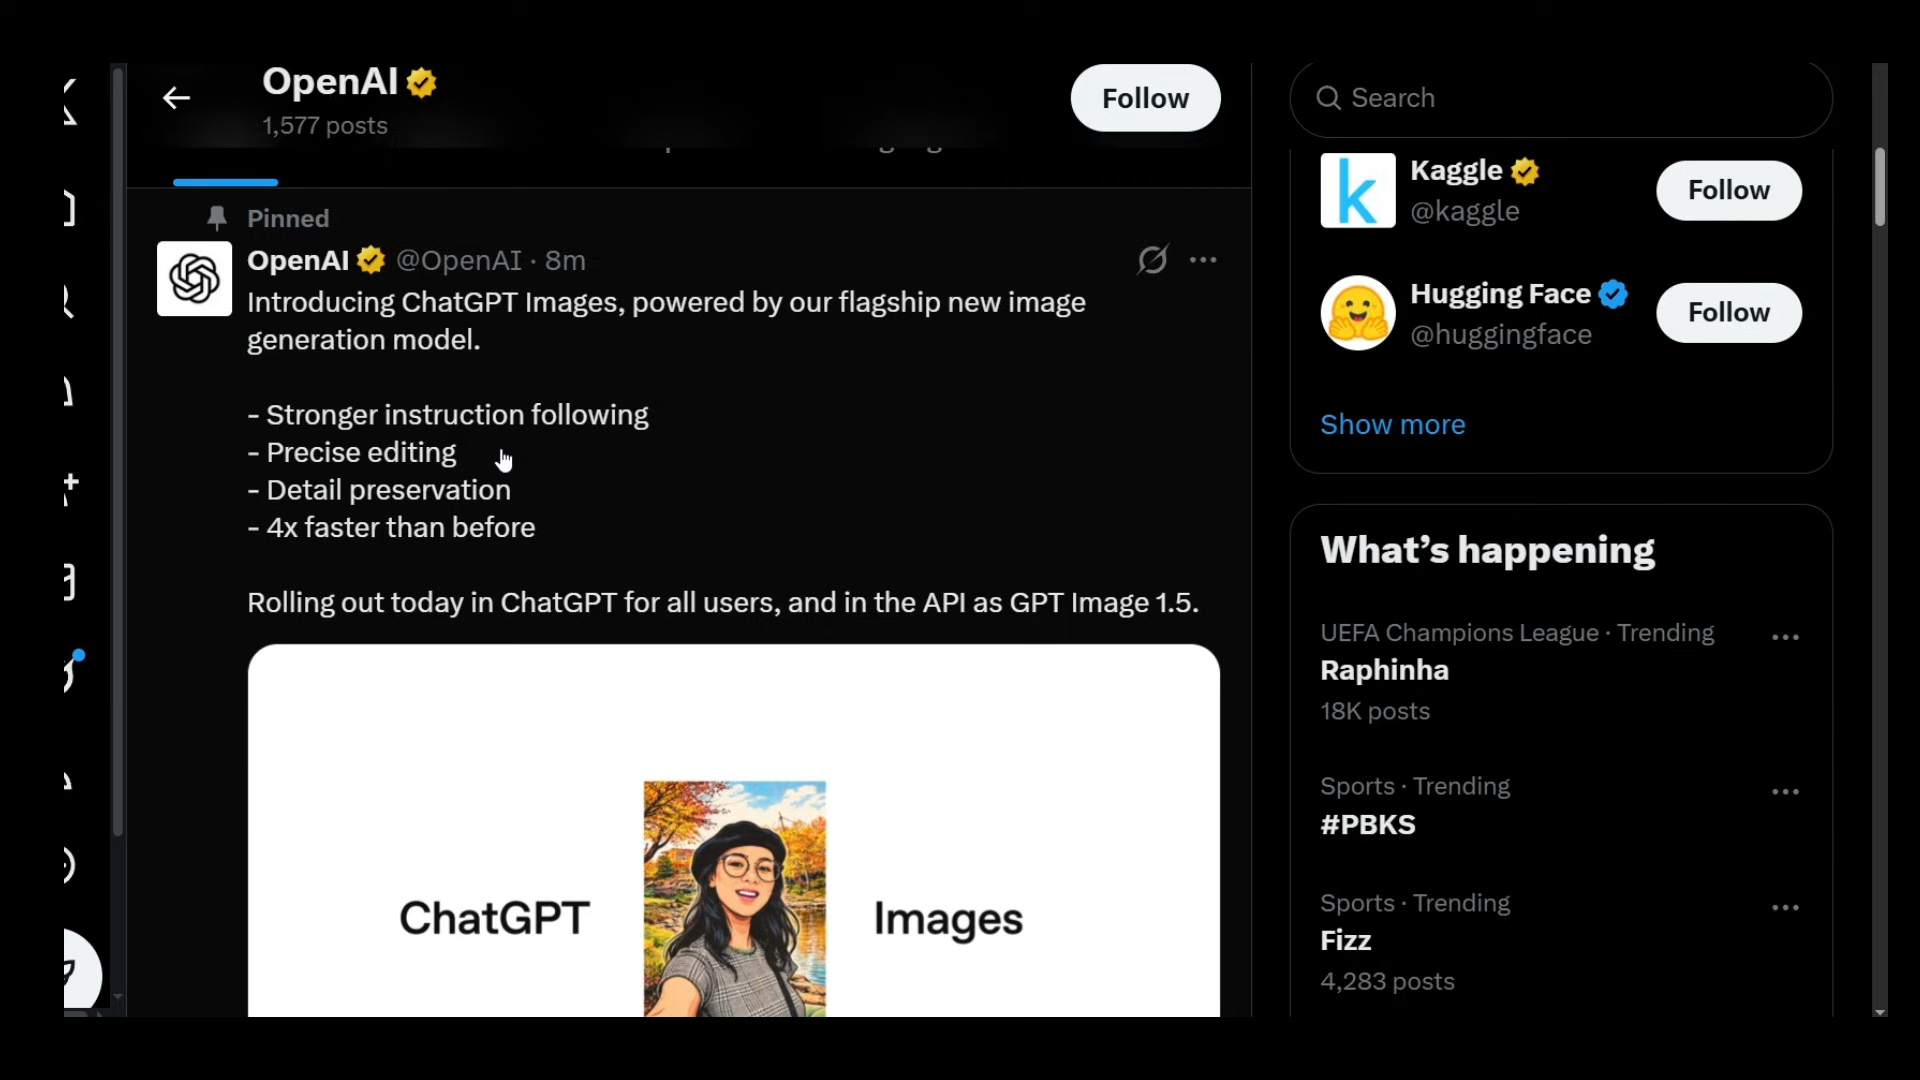 OpenAI
1,577 posts
Follow
Pinned
OpenAI @OpenAI · 8m
Introducing ChatGPT Images, powered by our flagship new image
generation model.
- Stronger instruction following
- Precise editing
- Detail preservation
- 4x faster than before
Rolling out today in ChatGPT for all users, and in the API as GPT Image 1.5.
ChatGPT Images
Search
Kaggle
@kaggle
Follow
Hugging Face
@huggingface
Follow
Show more
What’s happening
UEFA Champions League · Trending
Raphinha
18K posts
Sports · Trending
#PBKS
Sports · Trending
Fizz
4,283 posts